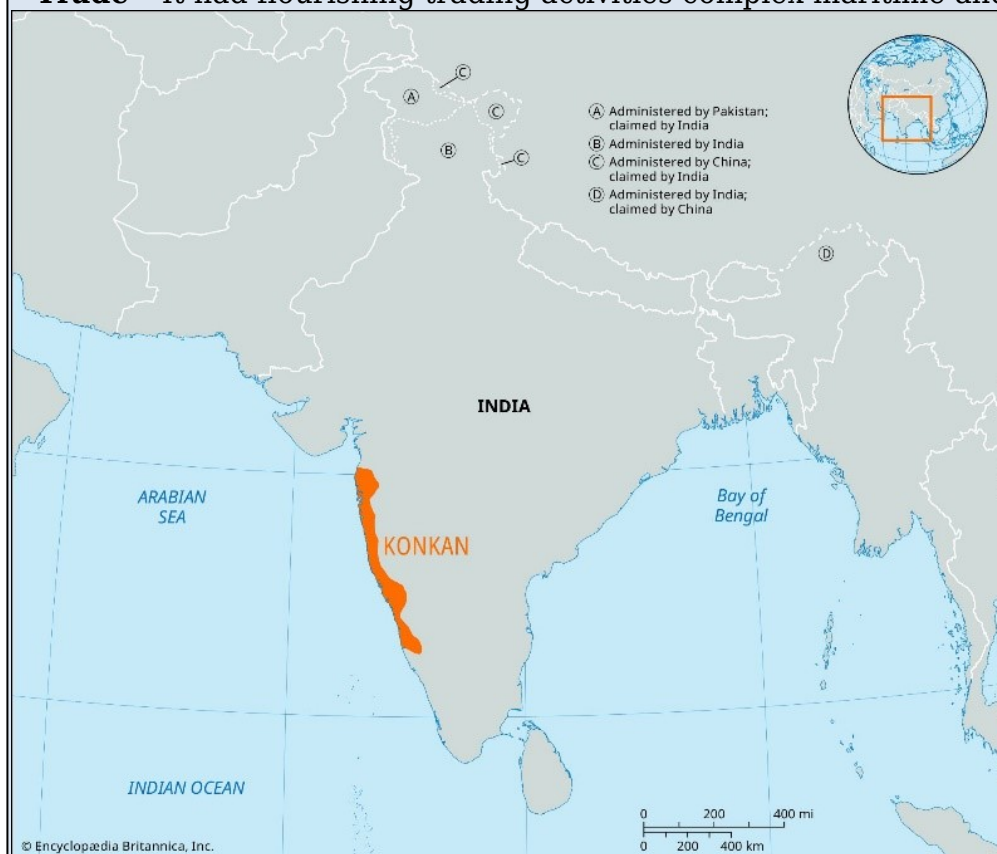 Trade - It had flourishing trading activities complex maritime and
Ⓒ
Ⓐ
Ⓒ
Ⓑ
Ⓒ
Ⓐ Administered by Pakistan;
claimed by India
Ⓑ Administered by India
Ⓒ Administered by China;
claimed by India
Ⓓ Administered by India;
claimed by China
Ⓓ
INDIA
ARABIAN
SEA
Bay of
Bengal
KONKAN
INDIAN OCEAN
0 200 400 mi
0 200 400 km
© Encyclopædia Britannica, Inc.